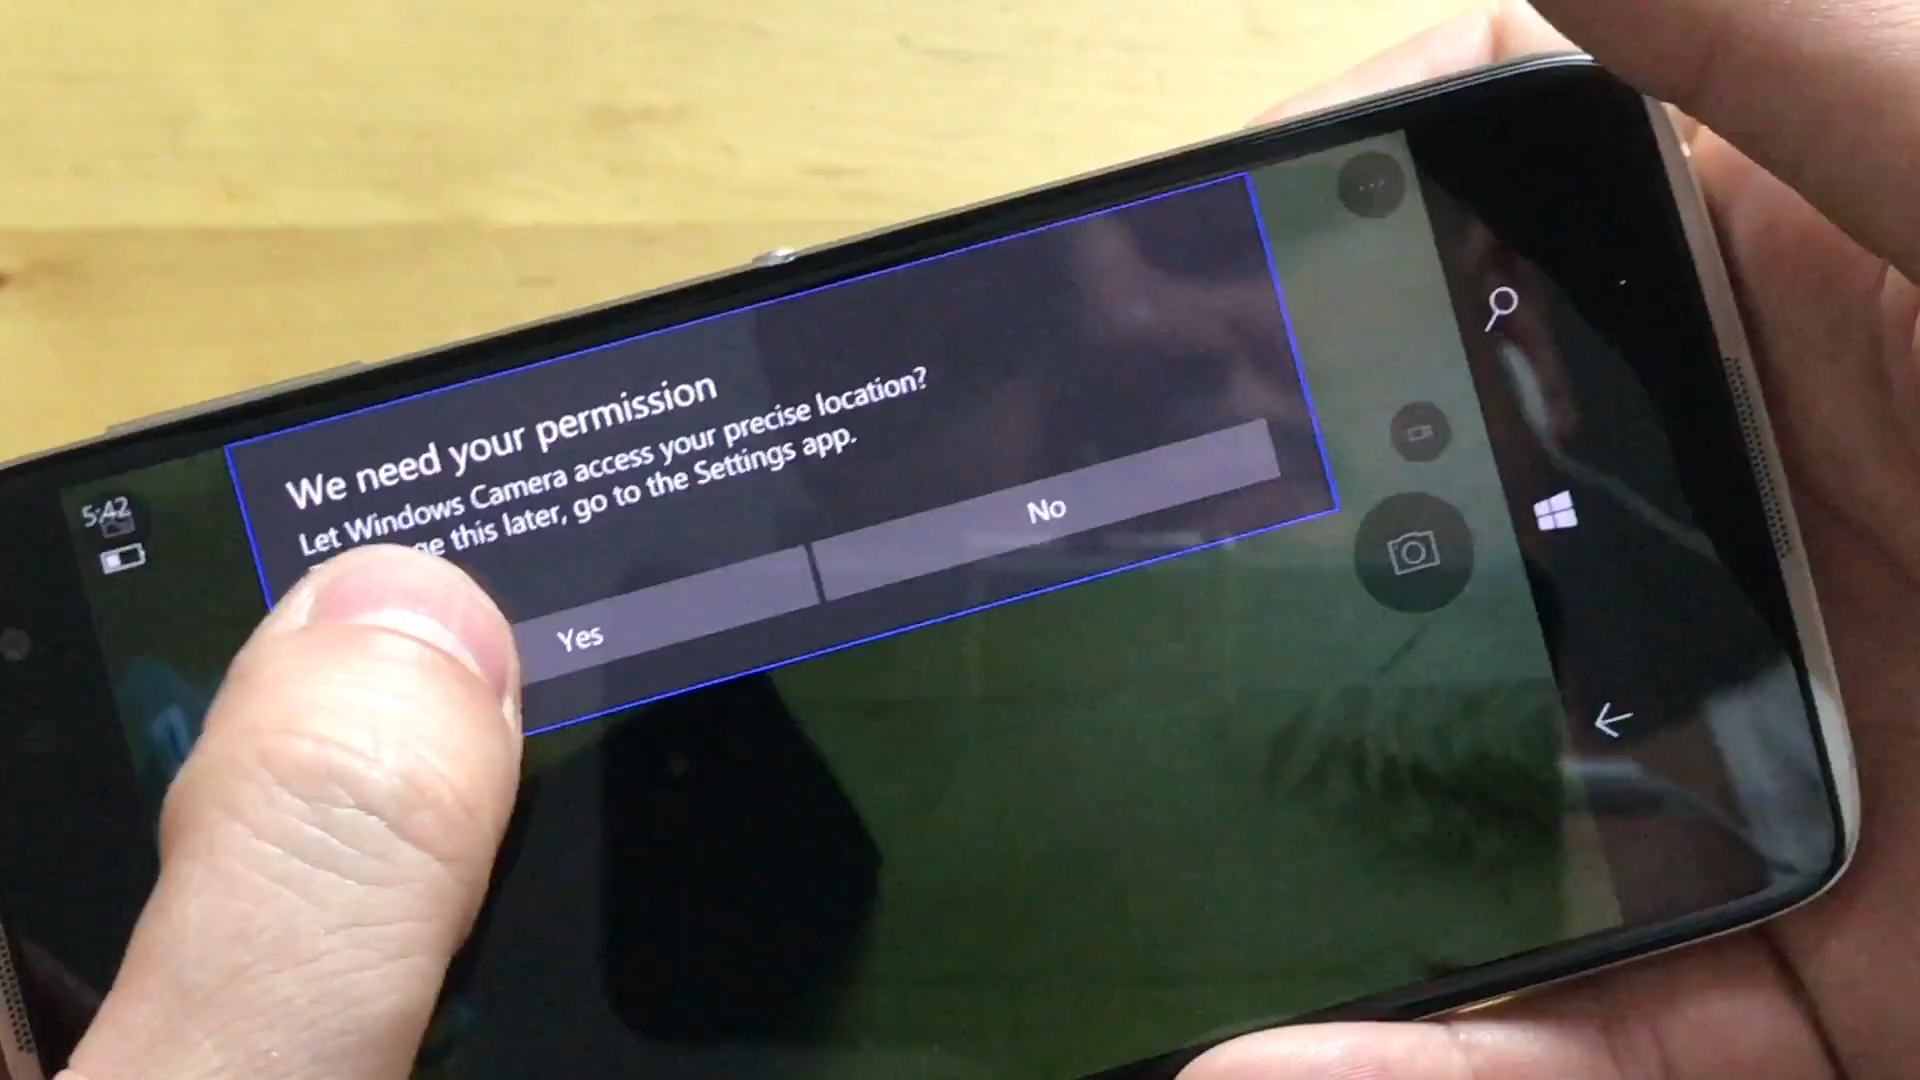 5:42
We need your permission
Let Windows Camera access your precise location?
this later, go to the Settings app.
Yes
No